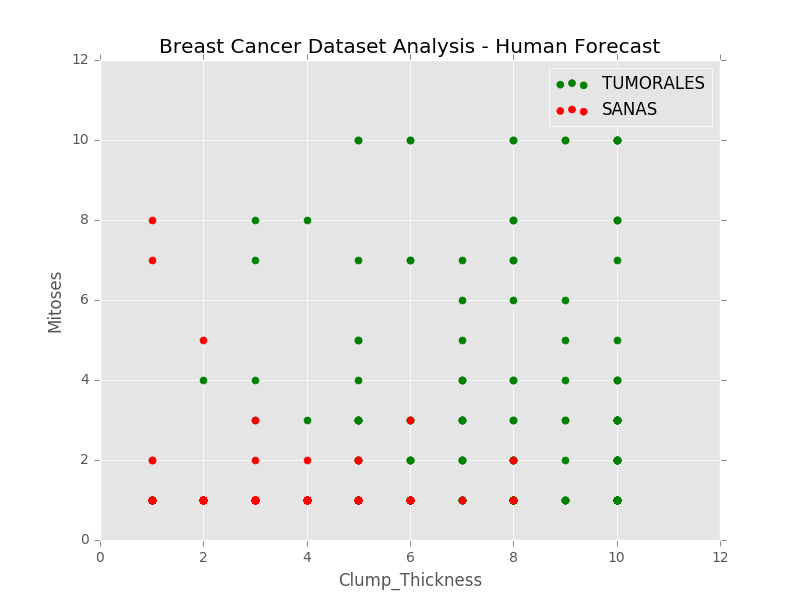 Breast Cancer Dataset Analysis - Human Forecast
TUMORALES
SANAS
12
10
8
6
4
2
0
Mitoses
0 2 4 6 8 10 12
Clump_Thickness